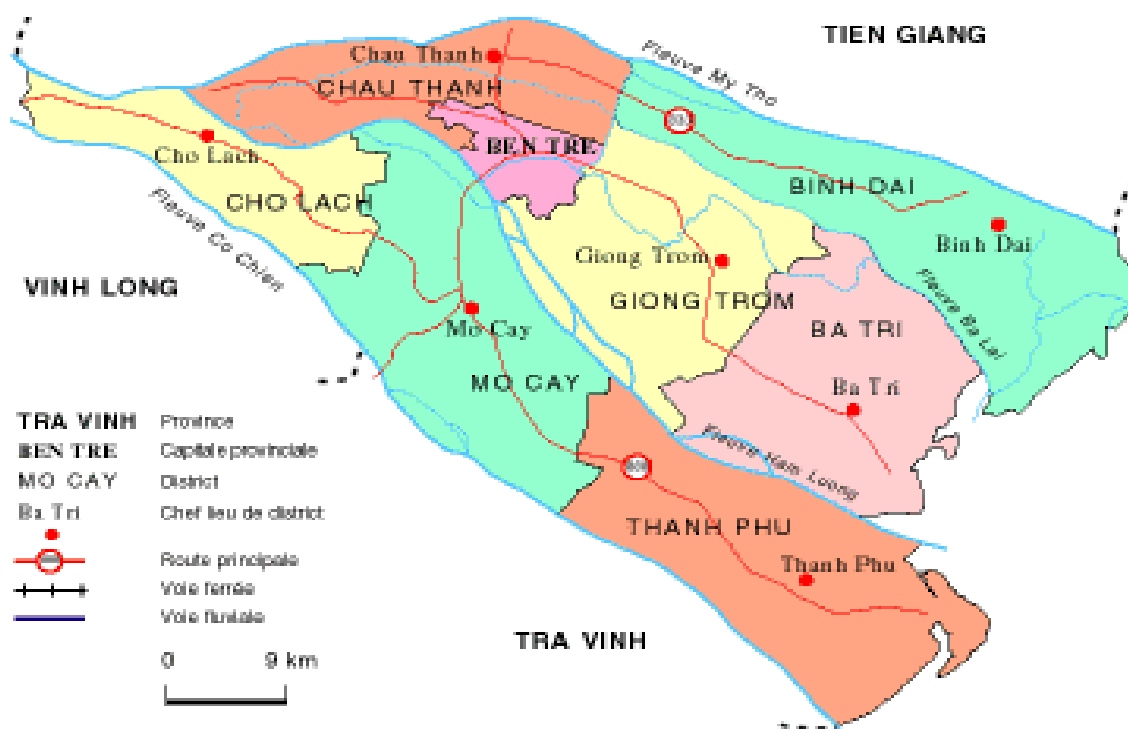 TIEN GIANG
Fleuve My Tho
Chau Thanh
CHAU THANH
BEN TRE
Cho Lach
CHO LACH
Fleuve Co Chien
BINH DAI
Binh Dai
Giong Trom
GIONG TROM
VINH LONG
Mo Cay
MO CAY
BA TRI
Ba Tri
Fleuve Ba Lai
Fleuve Ham Luong
THANH PHU
Thanh Phu
TRA VINH
TRA VINH Province
BEN TRE Capitale provinciale
MO CAY District
Ba Tri Chef lieu de district
Route principale
Voie ferrée
Voie fluviale
0 9 km